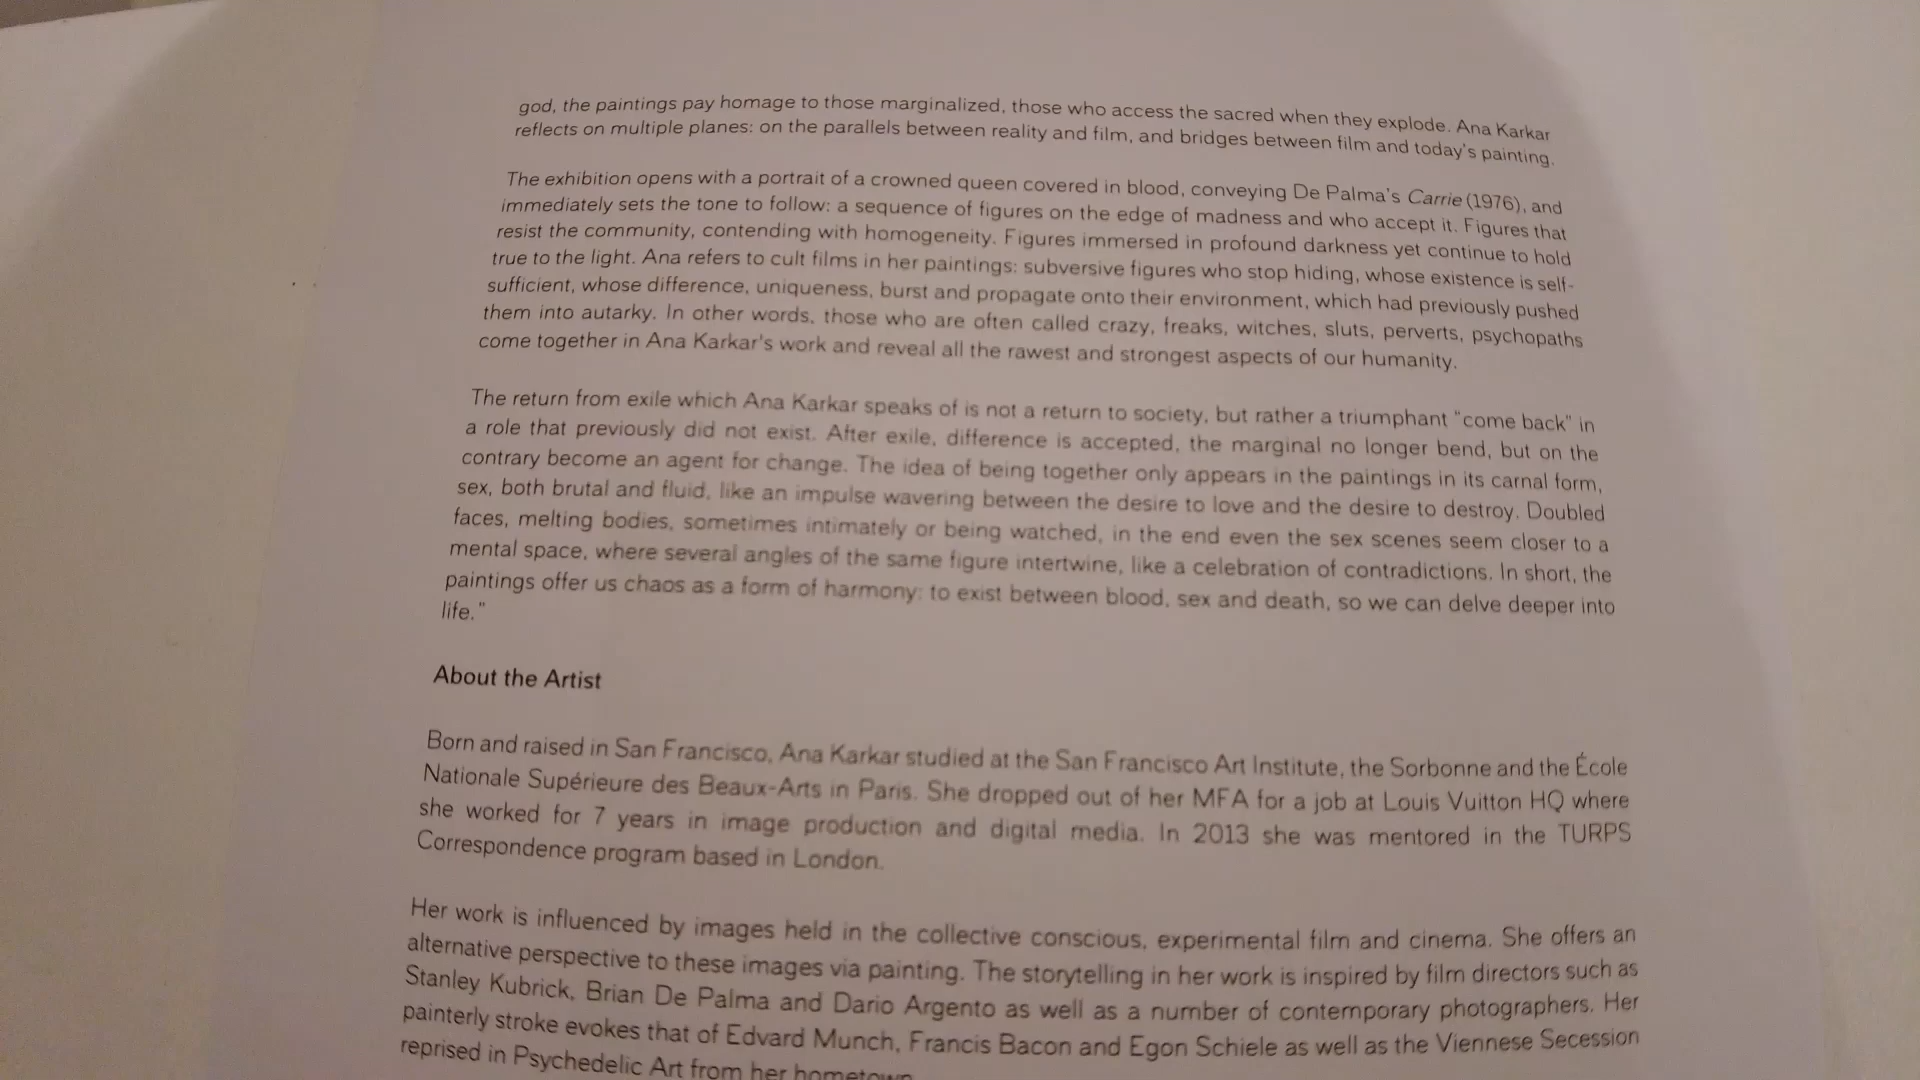 god, the paintings pay homage to those marginalized, those who access the sacred when they explode. Ana Karkar
reflects on multiple planes: on the parallels between reality and film, and bridges between film and today's painting.
The exhibition opens with a portrait of a crowned queen covered in blood, conveying De Palma's Carrie (1976), and
immediately sets the tone to follow: a sequence of figures on the edge of madness and who accept it. Figures that
resist the community, contending with homogeneity. Figures immersed in profound darkness yet continue to hold
true to the light. Ana refers to cult films in her paintings: subversive figures who stop hiding, whose existence is self-
sufficient, whose difference, uniqueness, burst and propagate onto their environment, which had previously pushed
them into autarky. In other words, those who are often called crazy, freaks, witches, sluts, perverts, psychopaths
come together in Ana Karkar's work and reveal all the rawest and strongest aspects of our humanity.
The return from exile which Ana Karkar speaks of is not a return to society, but rather a triumphant "come back" in
a role that previously did not exist. After exile, difference is accepted, the marginal no longer bend, but on the
contrary become an agent for change. The idea of being together only appears in the paintings in its carnal form,
sex, both brutal and fluid, like an impulse wavering between the desire to love and the desire to destroy. Doubled
faces, melting bodies, sometimes intimately or being watched, in the end even the sex scenes seem closer to a
mental space, where several angles of the same figure intertwine, like a celebration of contradictions. In short, the
paintings offer us chaos as a form of harmony: to exist between blood, sex and death, so we can delve deeper into
life."
About the Artist
Born and raised in San Francisco, Ana Karkar studied at the San Francisco Art Institute, the Sorbonne and the École
Nationale Supérieure des Beaux-Arts in Paris. She dropped out of her MFA for a job at Louis Vuitton HQ where
she worked for 7 years in image production and digital media. In 2013 she was mentored in the TURPS
Correspondence program based in London.
Her work is influenced by images held in the collective conscious, experimental film and cinema. She offers an
alternative perspective to these images via painting. The storytelling in her work is inspired by film directors such as
Stanley Kubrick, Brian De Palma and Dario Argento as well as a number of contemporary photographers. Her
painterly stroke evokes that of Edvard Munch, Francis Bacon and Egon Schiele as well as the Viennese Secession
reprised in Psychedelic Art from her hometown